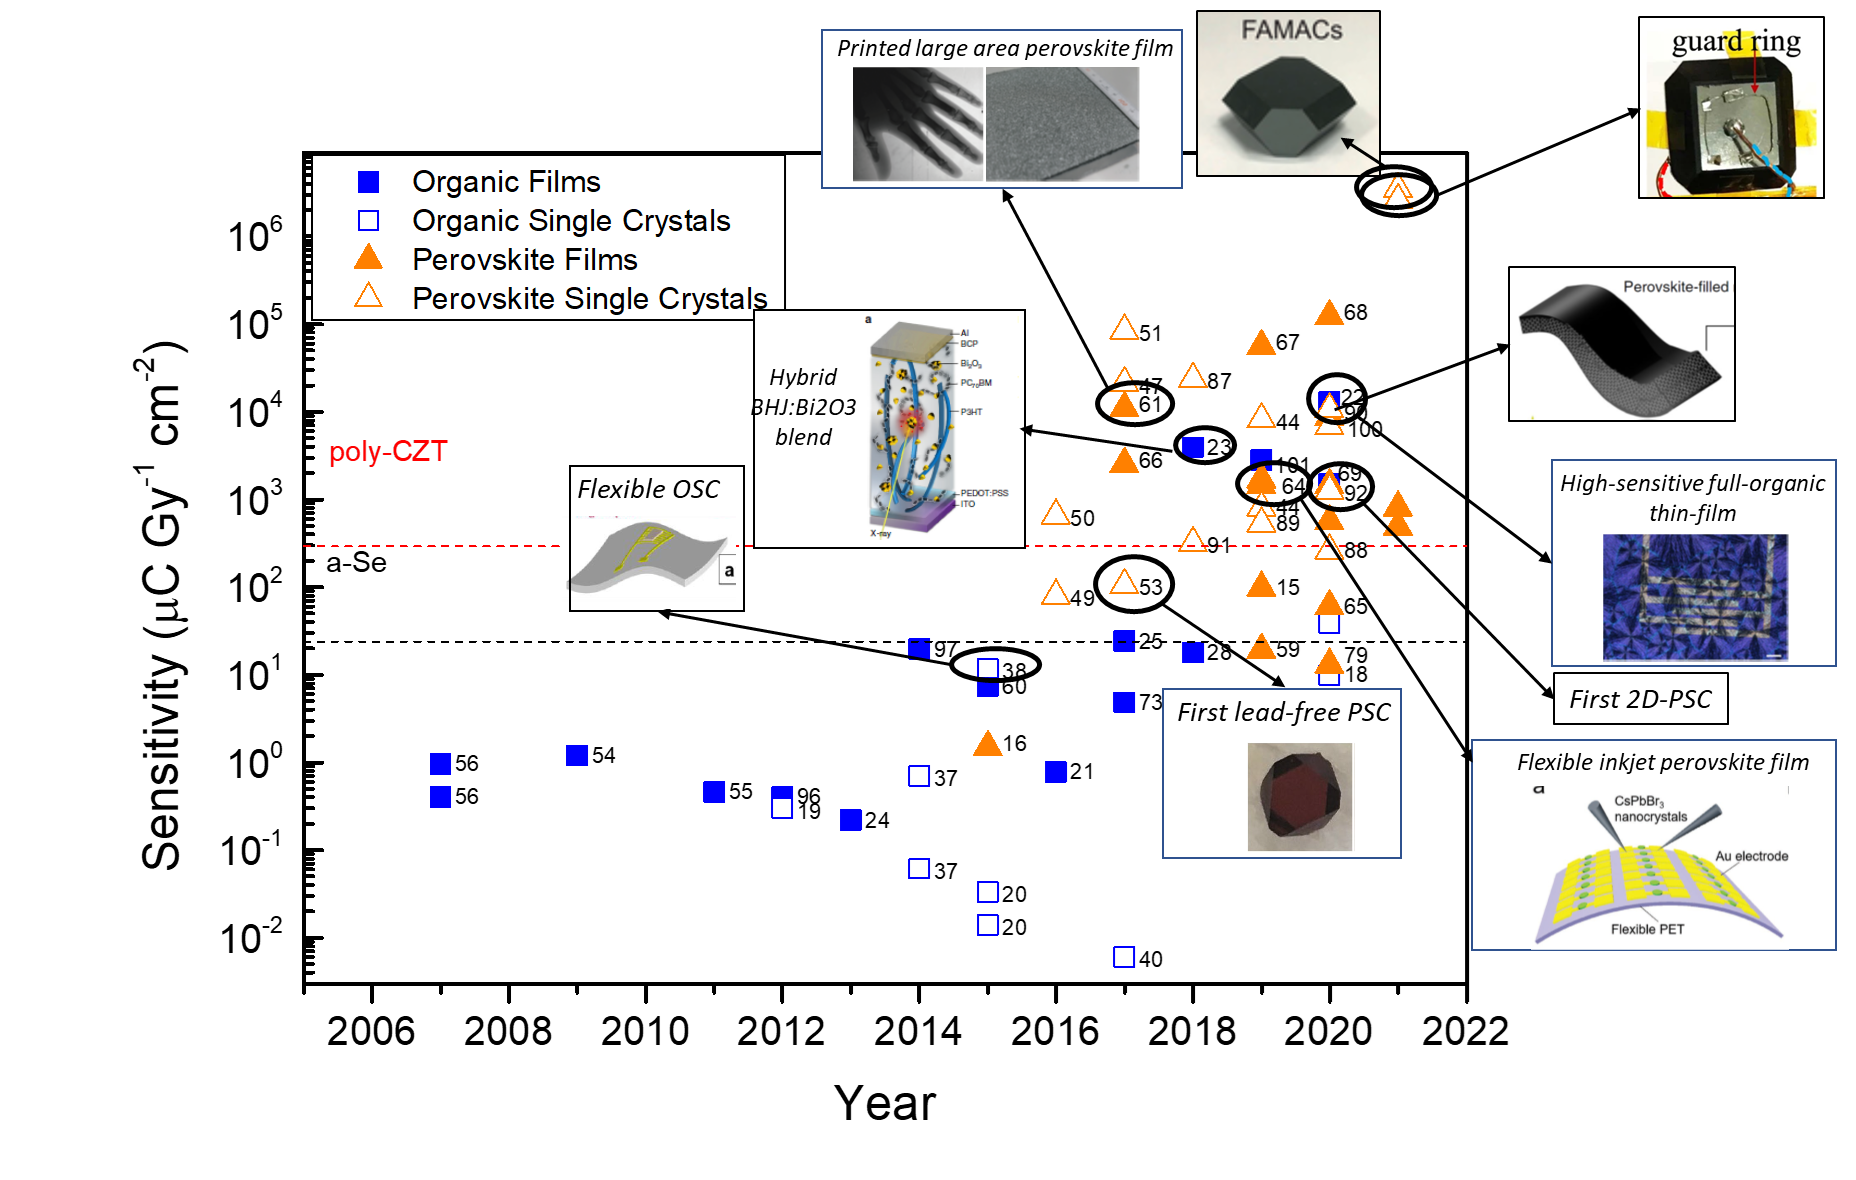 Printed large area perovskite film
FAMACs
guard ring
Organic Films
Organic Single Crystals
Perovskite Films
Perovskite Single Crystals
Perovskite-filled
a
Al
BCP
Bi₂O₃
PC₇₀BM
P3HT
PEDOT:PSS
ITO
X-ray
Hybrid
BHJ:Bi2O3
blend
Flexible OSC
a
poly-CZT
a-Se
High-sensitive full-organic
thin-film
First 2D-PSC
First lead-free PSC
Flexible inkjet perovskite film
CsPbBr₃
nanocrystals
Au electrode
Flexible PET
56
56
54
55
96
19
24
97
37
37
38
60
16
20
20
50
49
21
51
47
61
66
53
25
73
40
87
23
91
28
67
44
101
64
44
89
15
59
68
22
90
100
69
92
88
65
79
18
10⁶
10⁵
10⁴
10³
10²
10¹
10⁰
10⁻¹
10⁻²
Sensitivity (μC Gy⁻¹ cm⁻²)
2006 2008 2010 2012 2014 2016 2018 2020 2022
Year